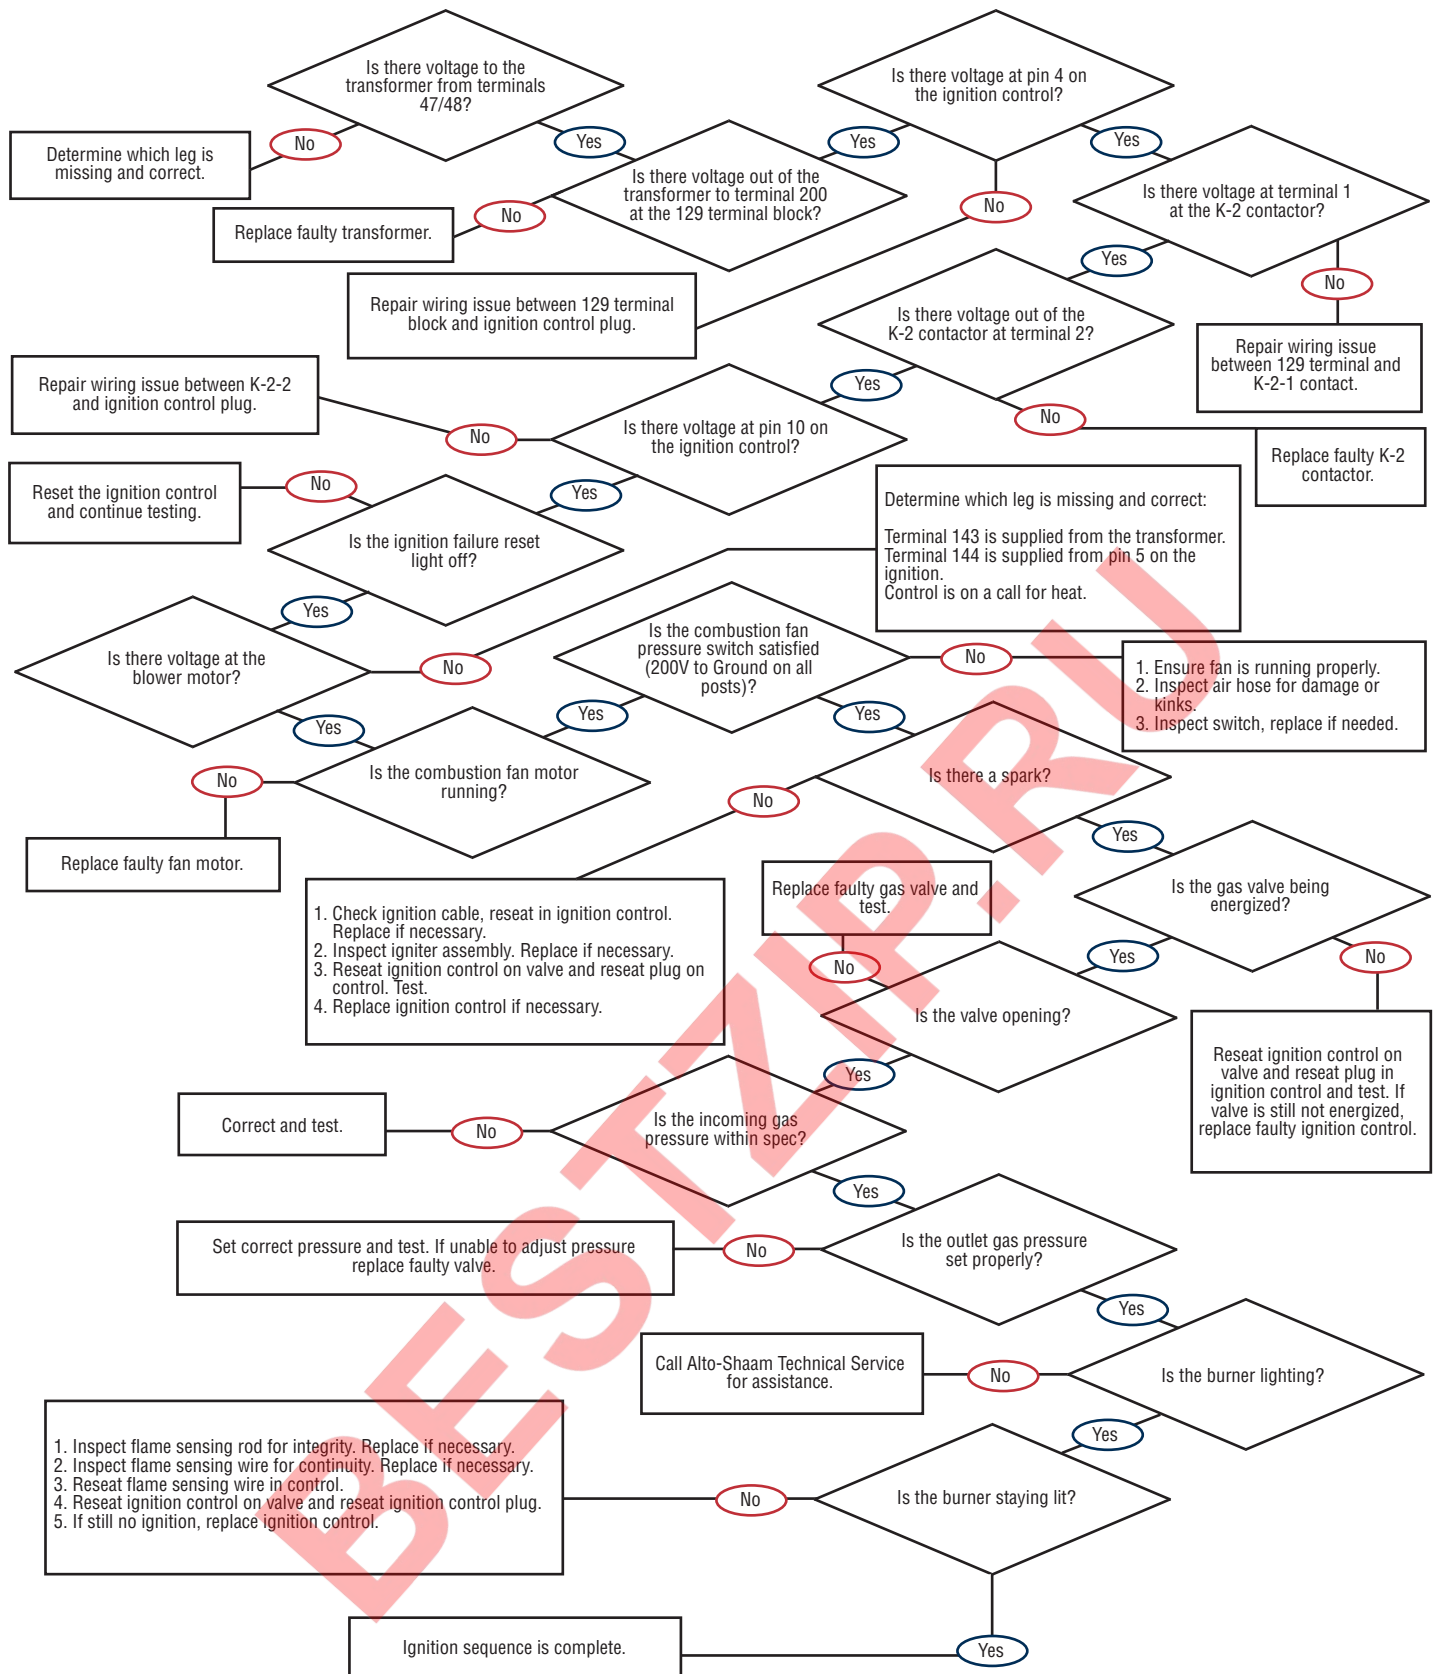 Is there voltage to the
transformer from terminals
47/48?
Is there voltage at pin 4 on
the ignition control?
No
Yes
Yes
Yes
Determine which leg is
missing and correct.
Is there voltage out of the
transformer to terminal 200
at the 129 terminal block?
Is there voltage at terminal 1
at the K-2 contactor?
No
No
Replace faulty transformer.
Yes
No
Repair wiring issue between 129 terminal
block and ignition control plug.
Is there voltage out of the
K-2 contactor at terminal 2?
Repair wiring issue
between 129 terminal and
K-2-1 contact.
Repair wiring issue between K-2-2
and ignition control plug.
Yes
No
No
Is there voltage at pin 10 on
the ignition control?
Replace faulty K-2
contactor.
Reset the ignition control
and continue testing.
No
Yes
Determine which leg is missing and correct:
Terminal 143 is supplied from the transformer.
Terminal 144 is supplied from pin 5 on the
ignition.
Control is on a call for heat.
Is the ignition failure reset
light off?
Yes
Is the combustion fan
pressure switch satisfied
(200V to Ground on all
posts)?
Is there voltage at the
blower motor?
No
No
1. Ensure fan is running properly.
2. Inspect air hose for damage or
kinks.
3. Inspect switch, replace if needed.
Yes
Yes
Yes
Is the combustion fan motor
running?
Is there a spark?
No
No
Yes
Replace faulty fan motor.
Replace faulty gas valve and
test.
Is the gas valve being
energized?
1. Check ignition cable, reseat in ignition control.
Replace if necessary.
2. Inspect igniter assembly. Replace if necessary.
3. Reseat ignition control on valve and reseat plug on
control. Test.
4. Replace ignition control if necessary.
No
Yes
No
Is the valve opening?
Reseat ignition control on
valve and reseat plug in
ignition control and test. If
valve is still not energized,
replace faulty ignition control.
Yes
Correct and test.
No
Is the incoming gas
pressure within spec?
Yes
Set correct pressure and test. If unable to adjust pressure
replace faulty valve.
No
Is the outlet gas pressure
set properly?
Yes
Call Alto-Shaam Technical Service
for assistance.
No
Is the burner lighting?
Yes
1. Inspect flame sensing rod for integrity. Replace if necessary.
2. Inspect flame sensing wire for continuity. Replace if necessary.
3. Reseat flame sensing wire in control.
4. Reseat ignition control on valve and reseat ignition control plug.
5. If still no ignition, replace ignition control.
No
Is the burner staying lit?
Ignition sequence is complete.
Yes
BESTZIP.RU